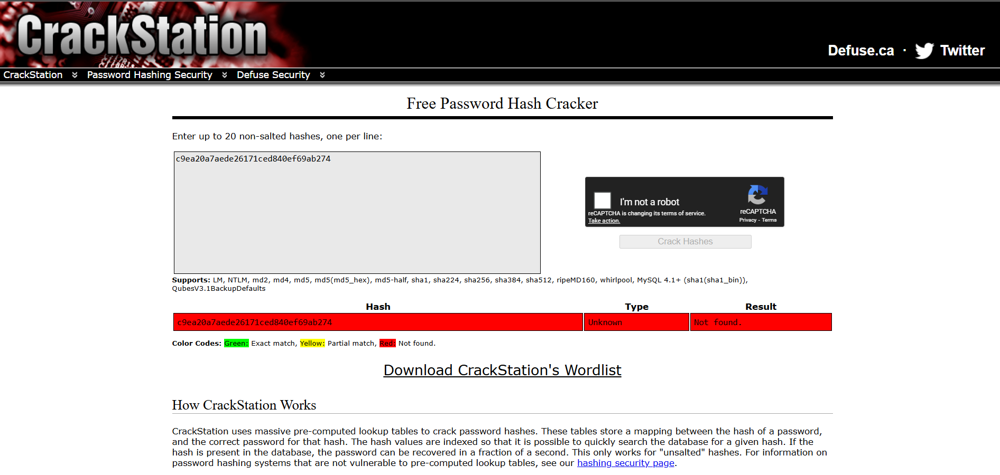 CrackStation
Defuse.ca · Twitter
CrackStation Password Hashing Security Defuse Security
Free Password Hash Cracker
Enter up to 20 non-salted hashes, one per line:
c9ea20a7aede26171ced840ef69ab274
I'm not a robot
reCAPTCHA is changing its terms of service.
Take action.
reCAPTCHA
Privacy - Terms
Crack Hashes
Supports: LM, NTLM, md2, md4, md5, md5(md5_hex), md5-half, sha1, sha224, sha256, sha384, sha512, ripeMD160, whirlpool, MySQL 4.1+ (sha1(sha1_bin)),
QubesV3.1BackupDefaults
Hash Type Result
c9ea20a7aede26171ced840ef69ab274 Unknown Not found.
Color Codes: Green: Exact match, Yellow: Partial match, Red: Not found.
Download CrackStation's Wordlist
How CrackStation Works
CrackStation uses massive pre-computed lookup tables to crack password hashes. These tables store a mapping between the hash of a password,
and the correct password for that hash. The hash values are indexed so that it is possible to quickly search the database for a given hash. If the
hash is present in the database, the password can be recovered in a fraction of a second. This only works for "unsalted" hashes. For information on
password hashing systems that are not vulnerable to pre-computed lookup tables, see our hashing security page.